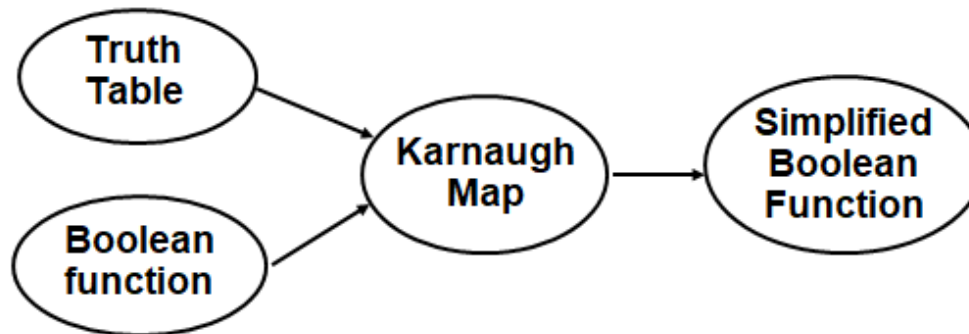 Truth
Table
Boolean
function
Karnaugh
Map
Simplified
Boolean
Function